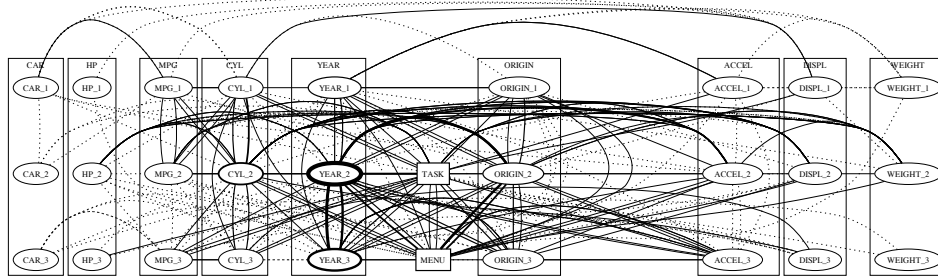 CAR HP MPG CYL YEAR ORIGIN ACCEL DISPL WEIGHT
CAR_1 HP_1 MPG_1 CYL_1 YEAR_1 ORIGIN_1 ACCEL_1 DISPL_1 WEIGHT_1
CAR_2 HP_2 MPG_2 CYL_2 YEAR_2 TASK ORIGIN_2 ACCEL_2 DISPL_2 WEIGHT_2
CAR_3 HP_3 MPG_3 CYL_3 YEAR_3 MENU ORIGIN_3 ACCEL_3 DISPL_3 WEIGHT_3